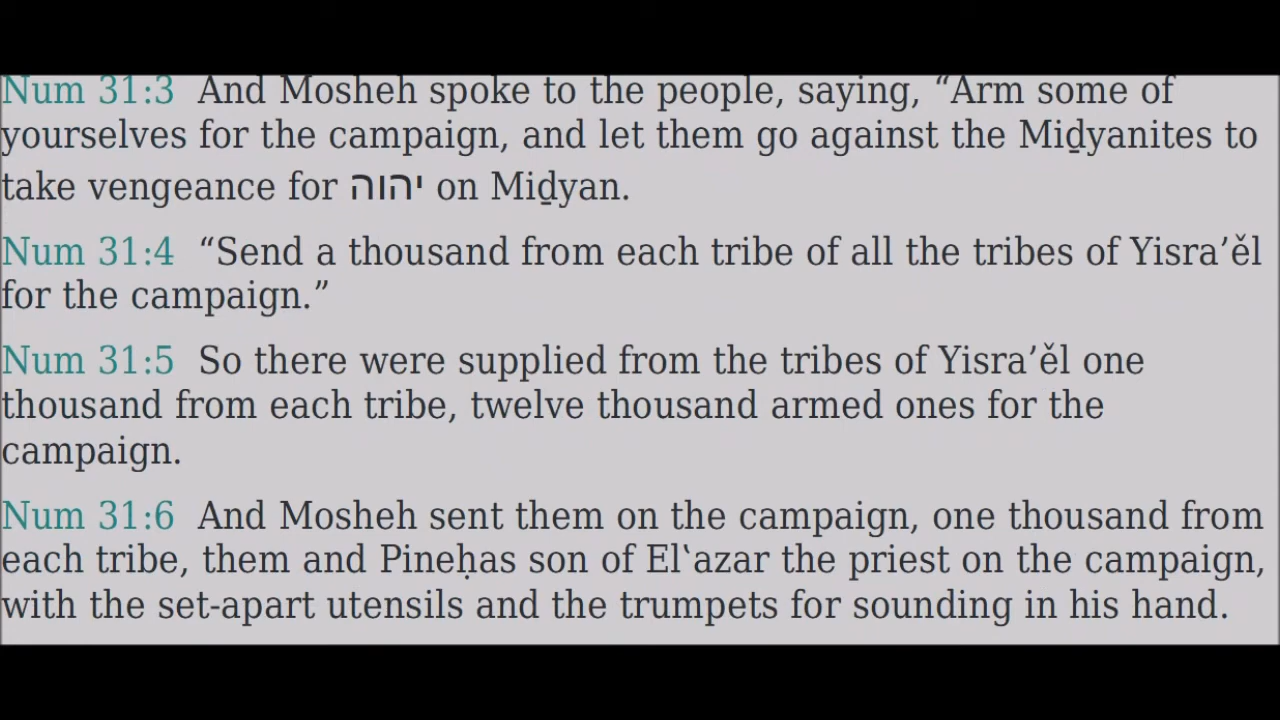 Num 31:3 And Mosheh spoke to the people, saying, “Arm some of
yourselves for the campaign, and let them go against the Miḏyanites to
take vengeance for יהוה on Miḏyan.
Num 31:4 “Send a thousand from each tribe of all the tribes of Yisra’ěl
for the campaign.”
Num 31:5 So there were supplied from the tribes of Yisra’ěl one
thousand from each tribe, twelve thousand armed ones for the
campaign.
Num 31:6 And Mosheh sent them on the campaign, one thousand from
each tribe, them and Pineḥas son of El‛azar the priest on the campaign,
with the set-apart utensils and the trumpets for sounding in his hand.